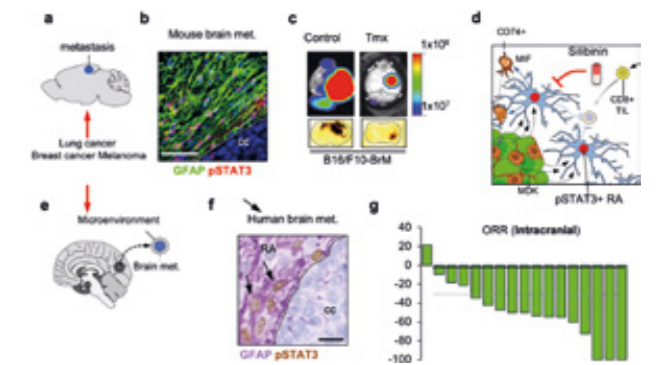 a
metastasis
Lung cancer
Breast cancer Melanoma
b
Mouse brain met.
cc
GFAP pSTAT3
c
Control
Tmx
1x10⁸
1x10⁷
B16/F10-BrM
d
CD74+
MIF
Silibinin
CD8+
TIL
MDK
pSTAT3+ RA
e
Microenvironment
Brain met.
f
Human brain met.
RA
cc
GFAP pSTAT3
g
ORR (Intracranial)
40
20
0
-20
-40
-60
-80
-100